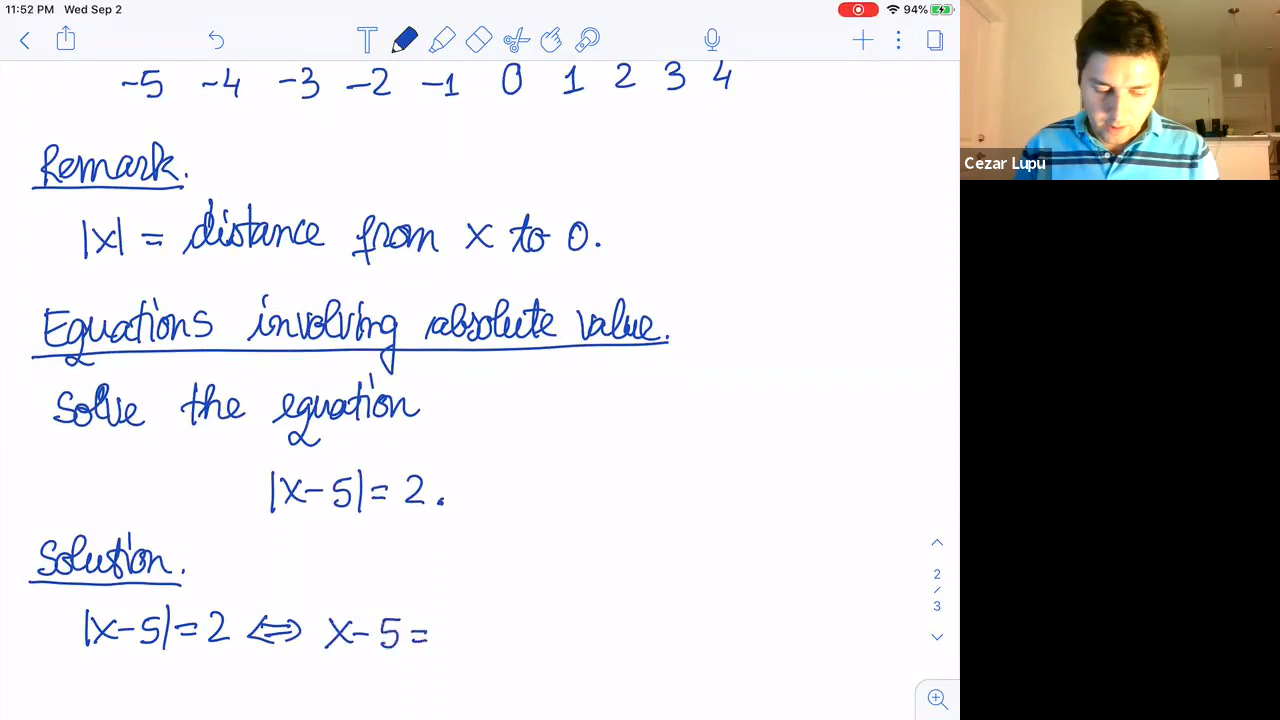 11:52 PM Wed Sep 2
94%
T
-5 -4 -3 -2 -1 0 1 2 3 4
Remark.
|x| = distance from x to 0.
Equations involving absolute value.
Solve the equation
|x-5| = 2.
Solution.
|x-5| = 2 ⇔ x-5 =
2
/
3
Cezar Lupu